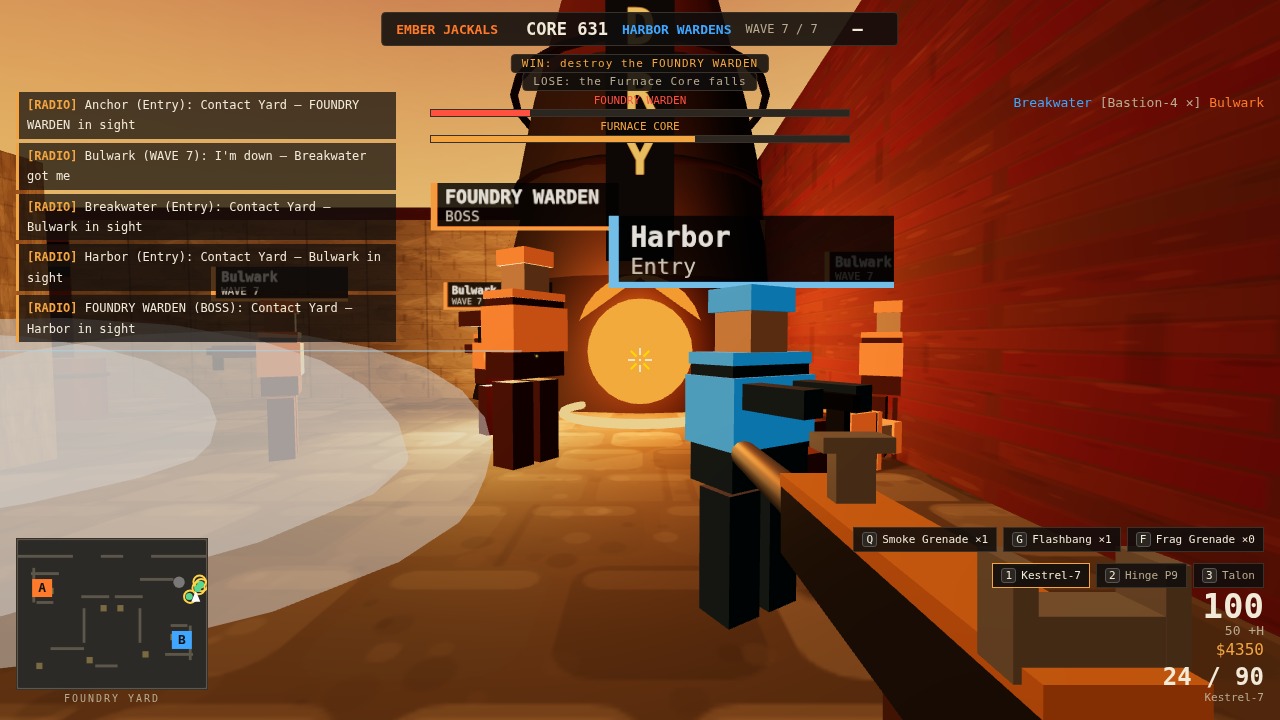 EMBER JACKALS CORE 631 HARBOR WARDENS WAVE 7 / 7 —
WIN: destroy the FOUNDRY WARDEN
LOSE: the Furnace Core falls
FOUNDRY WARDEN
FURNACE CORE
D
R
Y
[RADIO] Anchor (Entry): Contact Yard — FOUNDRY
WARDEN in sight
[RADIO] Bulwark (WAVE 7): I'm down — Breakwater
got me
[RADIO] Breakwater (Entry): Contact Yard —
Bulwark in sight
[RADIO] Harbor (Entry): Contact Yard — Bulwark in
sight
[RADIO] FOUNDRY WARDEN (BOSS): Contact Yard —
Harbor in sight
Breakwater [Bastion-4 ×] Bulwark
FOUNDRY WARDEN
BOSS
Harbor
Entry
Bulwark
WAVE 7
Bulwark
WAVE 7
Bulwark
WAVE 7
A
B
FOUNDRY YARD
Q Smoke Grenade ×1 G Flashbang ×1 F Frag Grenade ×0
1 Kestrel-7 2 Hinge P9 3 Talon
100
50 +H
$4350
24 / 90
Kestrel-7